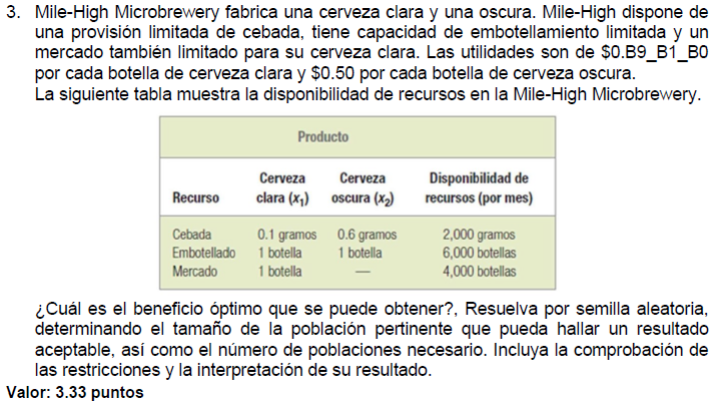 3. Mile-High Microbrewery fabrica una cerveza clara y una oscura. Mile-High dispone de
una provisión limitada de cebada, tiene capacidad de embotellamiento limitada y un
mercado también limitado para su cerveza clara. Las utilidades son de $0.B9_B1_B0
por cada botella de cerveza clara y $0.50 por cada botella de cerveza oscura.
La siguiente tabla muestra la disponibilidad de recursos en la Mile-High Microbrewery.
Producto
Cerveza Cerveza Disponibilidad de
Recurso clara (x₁) oscura (x₂) recursos (por mes)
Cebada 0.1 gramos 0.6 gramos 2,000 gramos
Embotellado 1 botella 1 botella 6,000 botellas
Mercado 1 botella — 4,000 botellas
¿Cuál es el beneficio óptimo que se puede obtener?, Resuelva por semilla aleatoria,
determinando el tamaño de la población pertinente que pueda hallar un resultado
aceptable, así como el número de poblaciones necesario. Incluya la comprobación de
las restricciones y la interpretación de su resultado.
Valor: 3.33 puntos